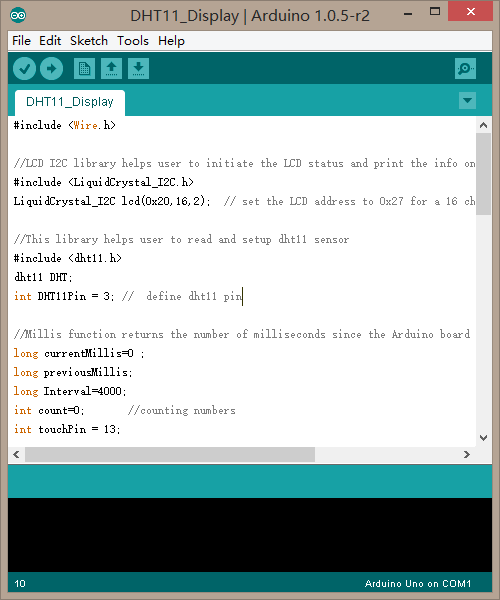 DHT11_Display | Arduino 1.0.5-r2
File Edit Sketch Tools Help
DHT11_Display
#include <Wire.h>
//LCD I2C library helps user to initiate the LCD status and print the info on
#include <LiquidCrystal_I2C.h>
LiquidCrystal_I2C lcd(0x20,16,2);  // set the LCD address to 0x27 for a 16 ch
//This library helps user to read and setup dht11 sensor
#include <dht11.h>
dht11 DHT;
int DHT11Pin = 3; //  define dht11 pin
//Millis function returns the number of milliseconds since the Arduino board
long currentMillis=0 ;
long previousMillis;
long Interval=4000;
int count=0;       //counting numbers
int touchPin = 13;
10 Arduino Uno on COM1